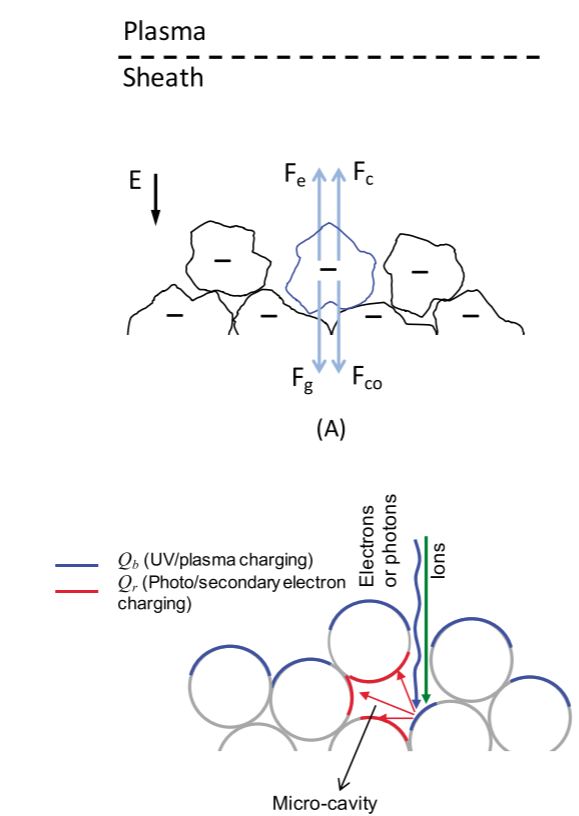 Plasma
Sheath
E
Fe
Fc
−
−
−
−
−
−
−
Fg
Fco
(A)
Electrons
or photons
Ions
Qb (UV/plasma charging)
Qr (Photo/secondary electron
charging)
Micro-cavity